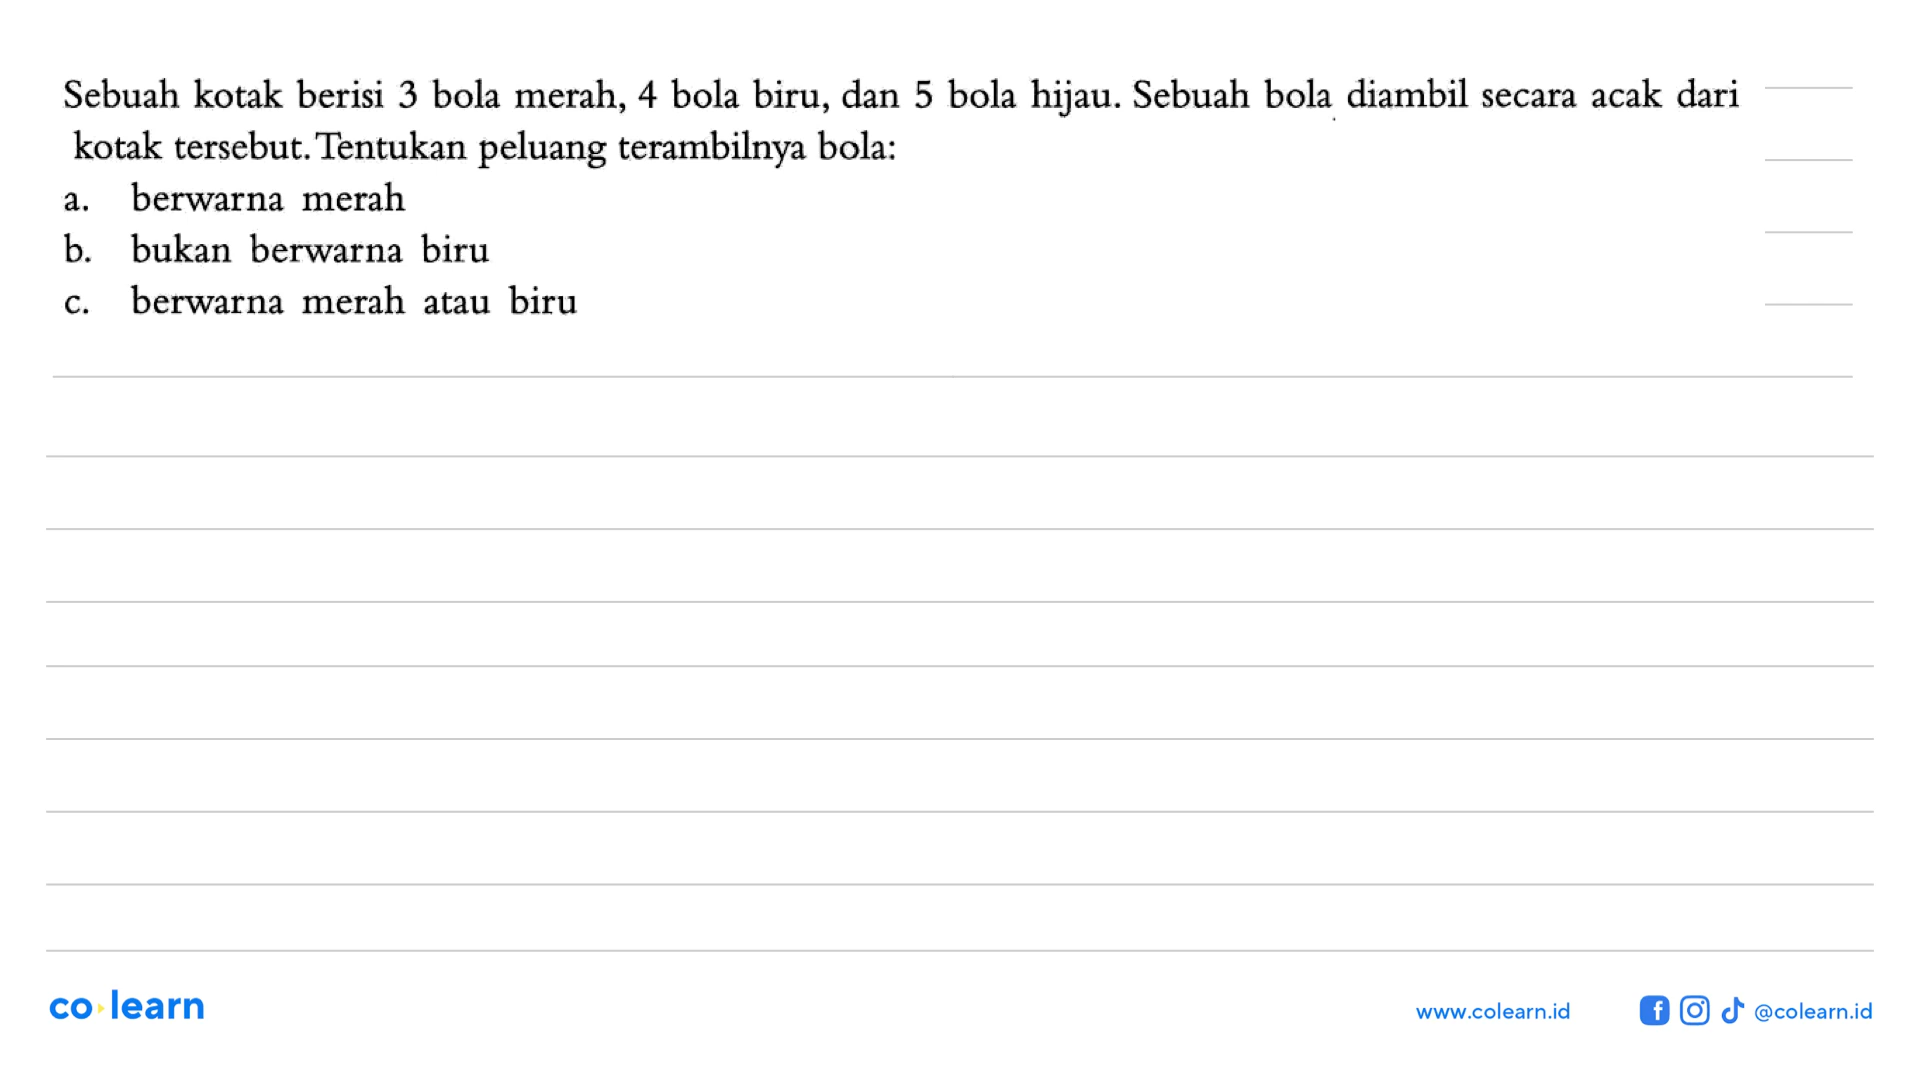 Sebuah kotak berisi 3 bola merah, 4 bola biru, dan 5 bola hijau. Sebuah bola diambil secara acak dari
kotak tersebut. Tentukan peluang terambilnya bola:
a. berwarna merah
b. bukan berwarna biru
c. berwarna merah atau biru
co learn
www.colearn.id
@colearn.id